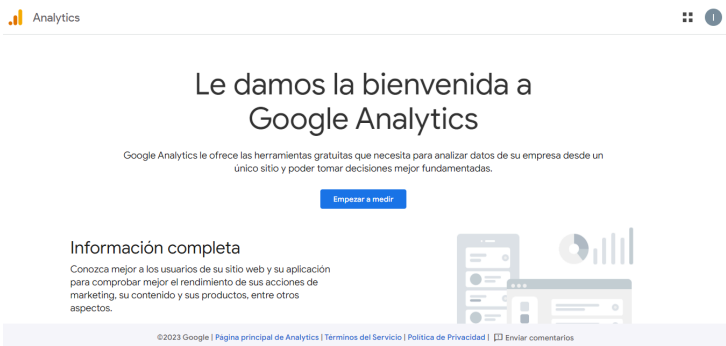 Analytics
I
Le damos la bienvenida a
Google Analytics
Google Analytics le ofrece las herramientas gratuitas que necesita para analizar datos de su empresa desde un
único sitio y poder tomar decisiones mejor fundamentadas.
Empezar a medir
Información completa
Conozca mejor a los usuarios de su sitio web y su aplicación
para comprobar mejor el rendimiento de sus acciones de
marketing, su contenido y sus productos, entre otros
aspectos.
©2023 Google | Página principal de Analytics | Términos del Servicio | Política de Privacidad | Enviar comentarios